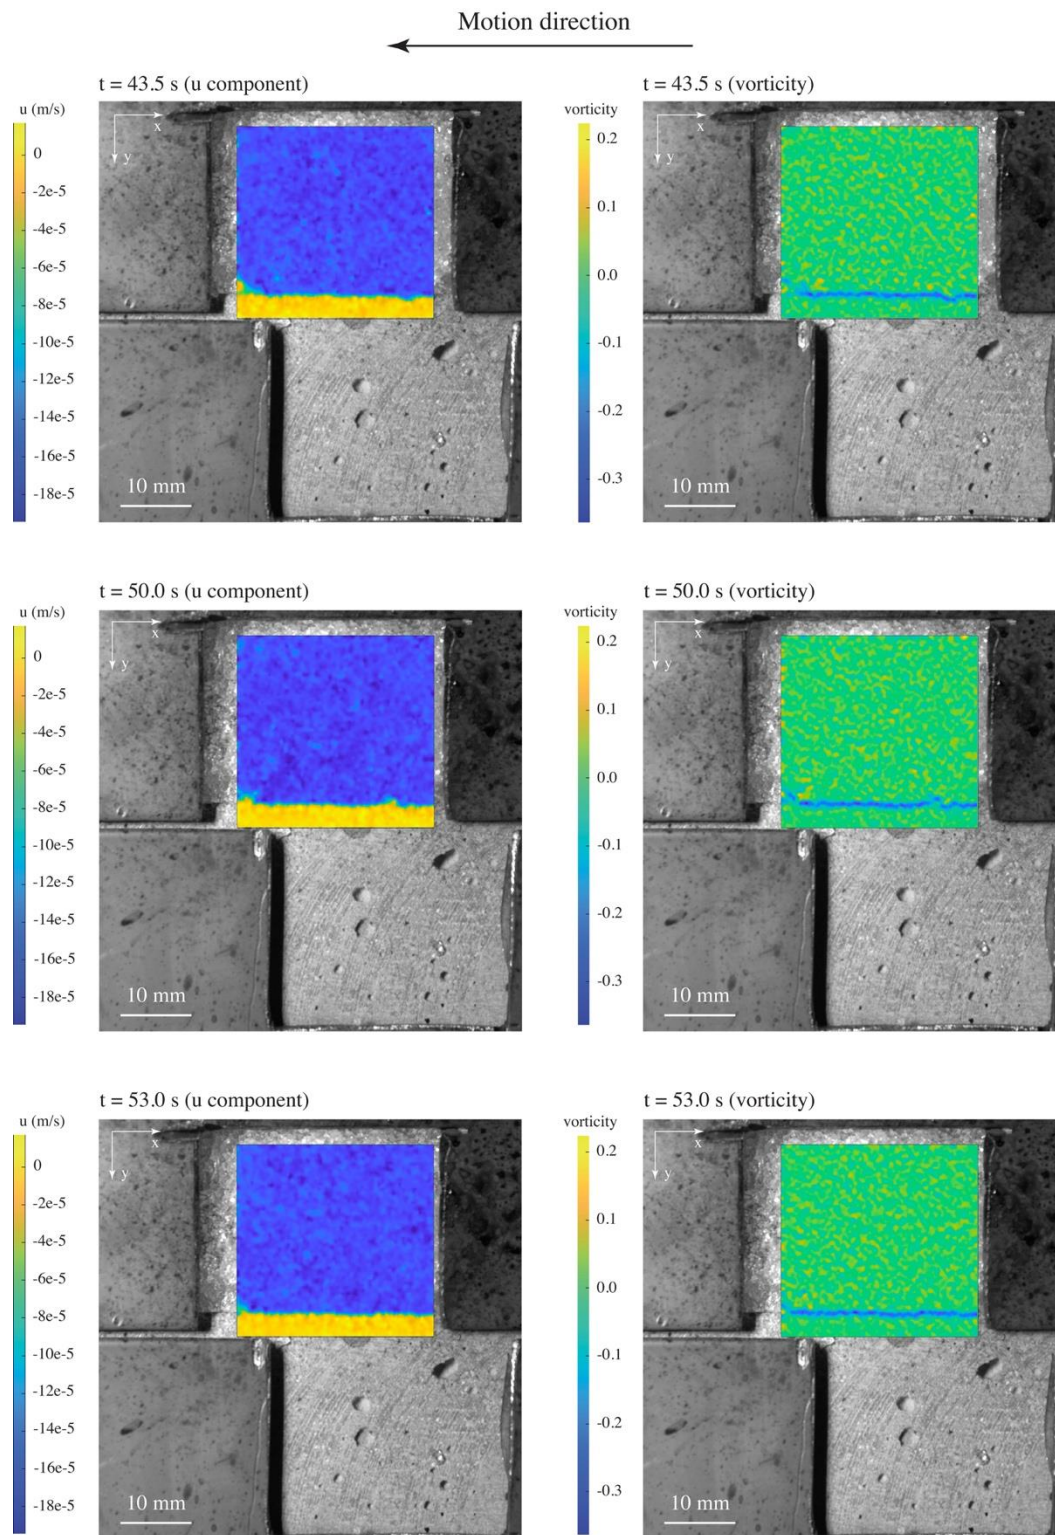 Motion direction
t = 43.5 s (u component)
u (m/s)
0
-2e-5
-4e-5
-6e-5
-8e-5
-10e-5
-12e-5
-14e-5
-16e-5
-18e-5
x
y
10 mm
t = 43.5 s (vorticity)
vorticity
0.2
0.1
0.0
-0.1
-0.2
-0.3
x
y
10 mm
t = 50.0 s (u component)
u (m/s)
0
-2e-5
-4e-5
-6e-5
-8e-5
-10e-5
-12e-5
-14e-5
-16e-5
-18e-5
x
y
10 mm
t = 50.0 s (vorticity)
vorticity
0.2
0.1
0.0
-0.1
-0.2
-0.3
x
y
10 mm
t = 53.0 s (u component)
u (m/s)
0
-2e-5
-4e-5
-6e-5
-8e-5
-10e-5
-12e-5
-14e-5
-16e-5
-18e-5
x
y
10 mm
t = 53.0 s (vorticity)
vorticity
0.2
0.1
0.0
-0.1
-0.2
-0.3
x
y
10 mm